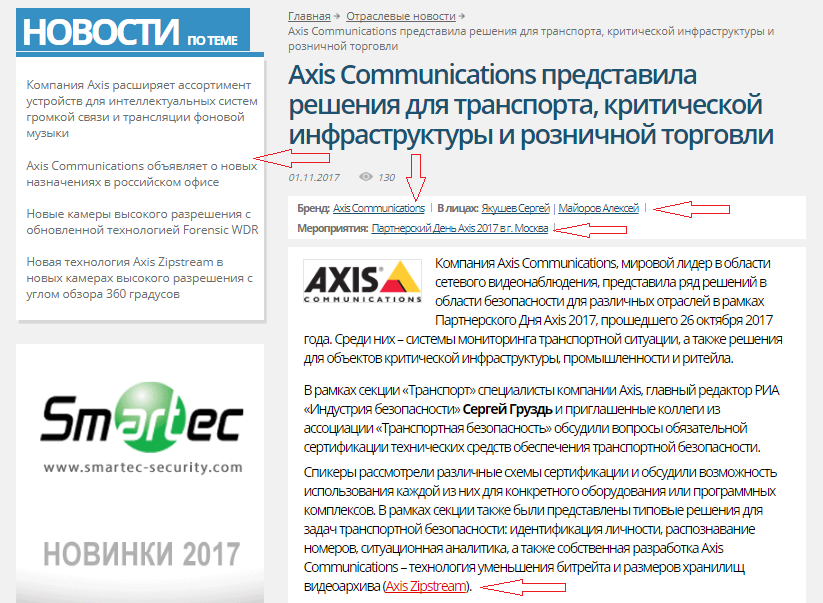 НОВОСТИ ПО ТЕМЕ
Компания Axis расширяет ассортимент
устройств для интеллектуальных систем
громкой связи и трансляции фоновой
музыки
Axis Communications объявляет о новых
назначениях в российском офисе
Новые камеры высокого разрешения с
обновленной технологией Forensic WDR
Новая технология Axis Zipstream в
новых камерах высокого разрешения с
углом обзора 360 градусов
Smartec
www.smartec-security.com
НОВИНКИ 2017
Главная → Отраслевые новости →
Axis Communications представила решения для транспорта, критической инфраструктуры и
розничной торговли
Axis Communications представила
решения для транспорта, критической
инфраструктуры и розничной торговли
01.11.2017 130
Бренд: Axis Communications | В лицах: Якушев Сергей | Майоров Алексей |
Мероприятия: Партнерский День Axis 2017 в г. Москва
AXIS
COMMUNICATIONS
Компания Axis Communications, мировой лидер в области
сетевого видеонаблюдения, представила ряд решений в
области безопасности для различных отраслей в рамках
Партнерского Дня Axis 2017, прошедшего 26 октября 2017
года. Среди них – системы мониторинга транспортной ситуации, а также решения
для объектов критической инфраструктуры, промышленности и ритейла.
В рамках секции «Транспорт» специалисты компании Axis, главный редактор РИА
«Индустрия безопасности» Сергей Груздь и приглашенные коллеги из
ассоциации «Транспортная безопасность» обсудили вопросы обязательной
сертификации технических средств обеспечения транспортной безопасности.
Спикеры рассмотрели различные схемы сертификации и обсудили возможность
использования каждой из них для конкретного оборудования или программных
комплексов. В рамках секции также были представлены типовые решения для
задач транспортной безопасности: идентификация личности, распознавание
номеров, ситуационная аналитика, а также собственная разработка Axis
Communications – технология уменьшения битрейта и размеров хранилищ
видеоархива (Axis Zipstream).